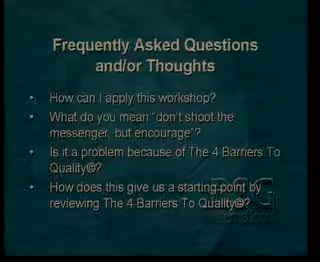 Frequently Asked Questions
and/or Thoughts
• How can I apply this workshop?
• What do you mean "don't shoot the
messenger, but encourage"?
• Is it a problem because of The 4 Barriers To
Quality©?
• How does this give us a starting point by
reviewing The 4 Barriers To Quality©?